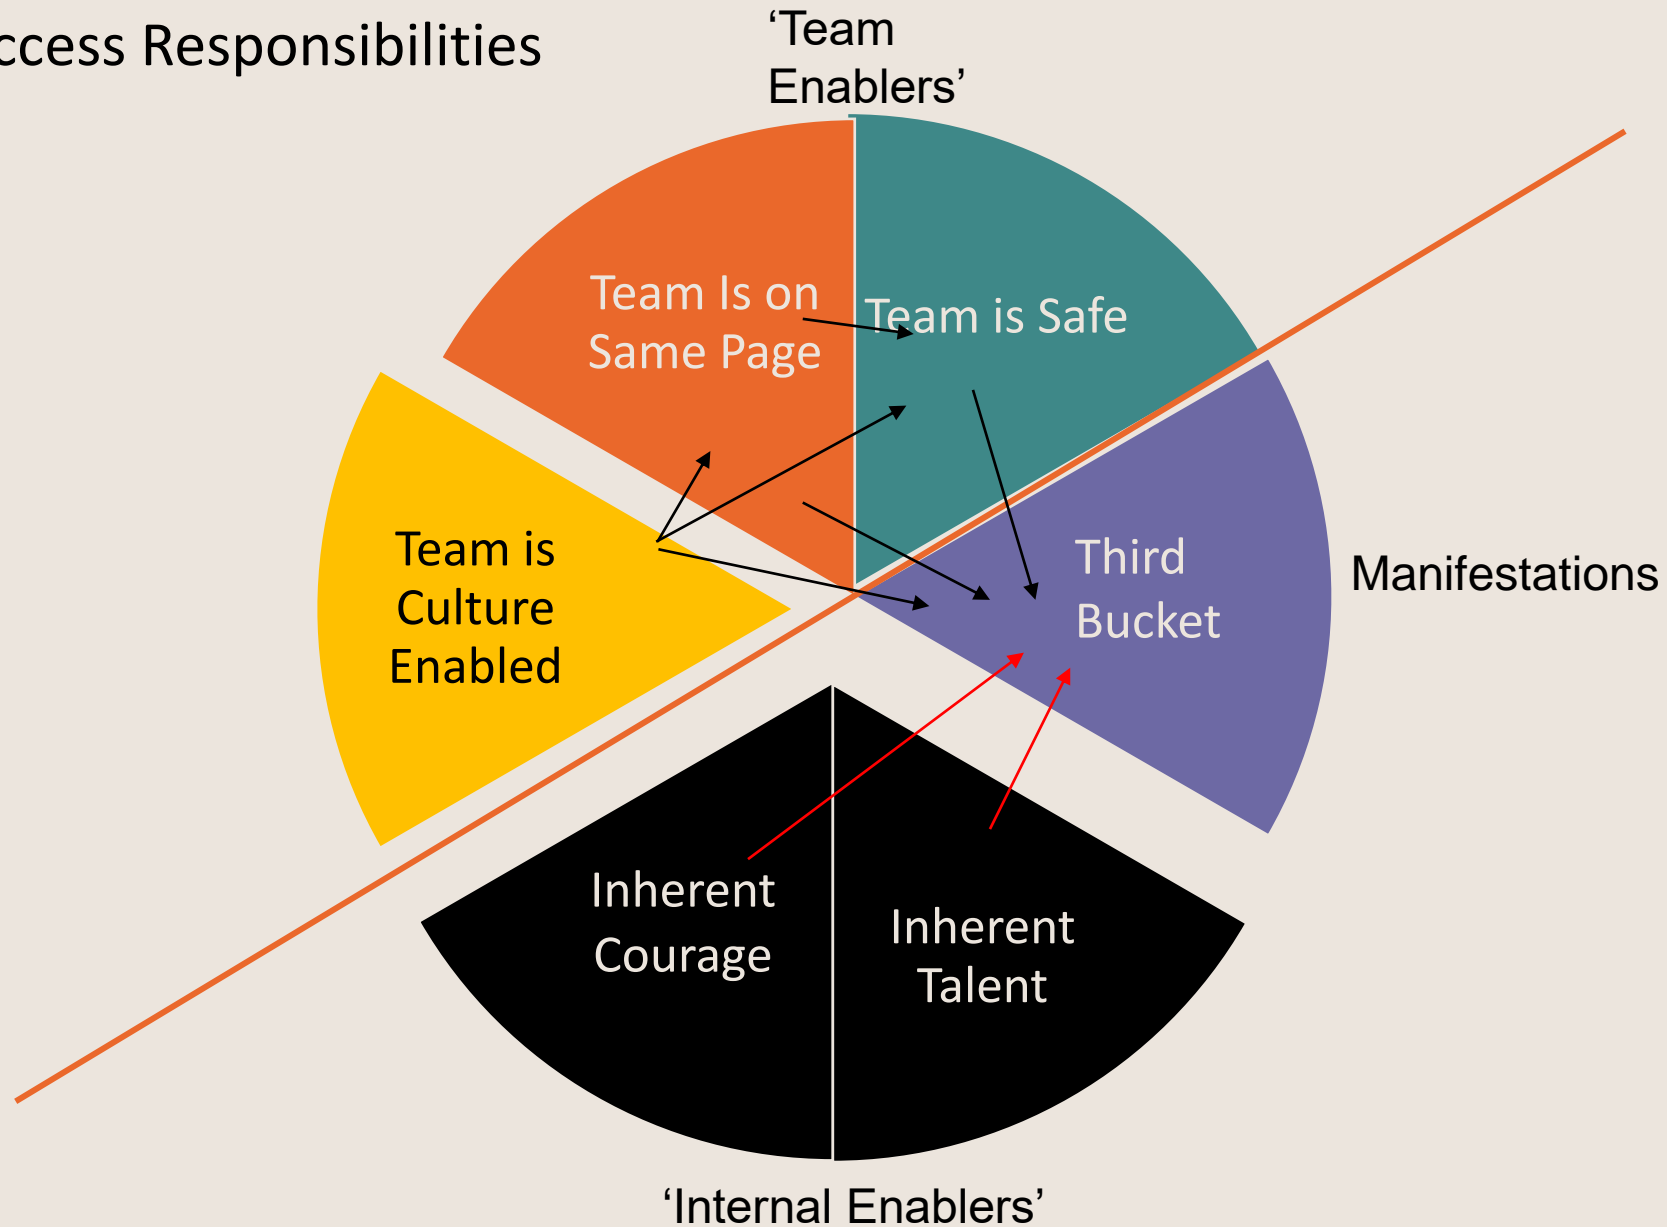 ccess Responsibilities
‘Team
Enablers’
Team Is on
Same Page
Team is Safe
Team is
Culture
Enabled
Third
Bucket
Manifestations
Inherent
Courage
Inherent
Talent
‘Internal Enablers’